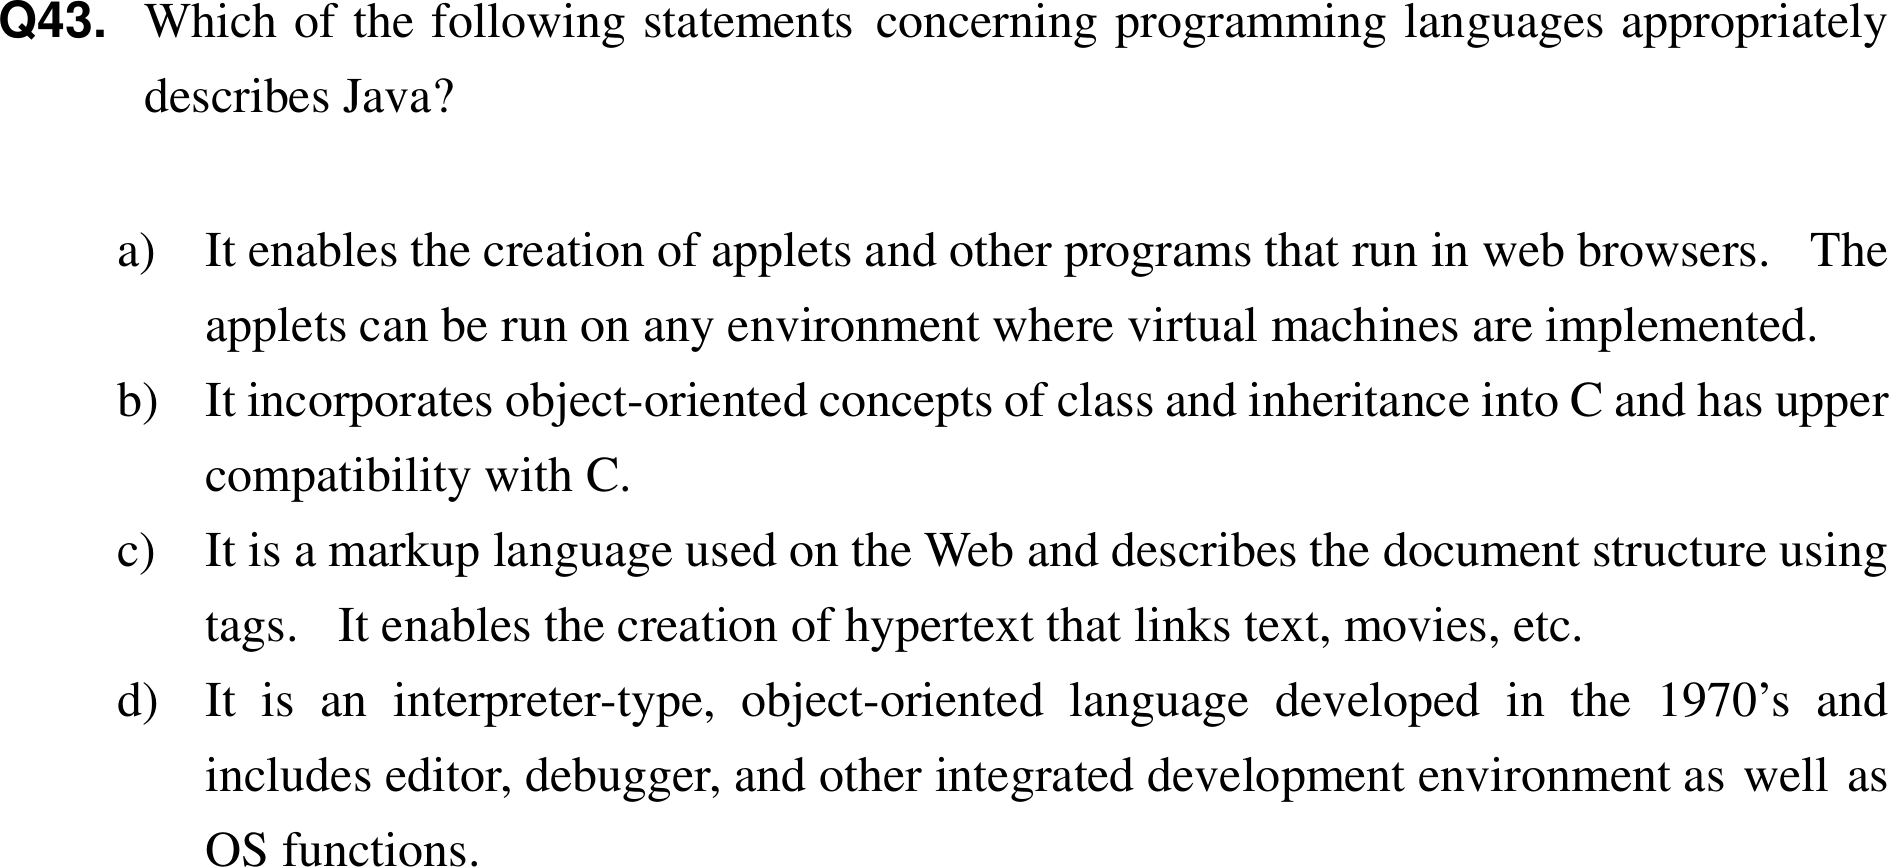 Q43. Which of the following statements concerning programming languages appropriately
describes Java?
a) It enables the creation of applets and other programs that run in web browsers. The
applets can be run on any environment where virtual machines are implemented.
b) It incorporates object-oriented concepts of class and inheritance into C and has upper
compatibility with C.
c) It is a markup language used on the Web and describes the document structure using
tags. It enables the creation of hypertext that links text, movies, etc.
d) It is an interpreter-type, object-oriented language developed in the 1970’s and
includes editor, debugger, and other integrated development environment as well as
OS functions.